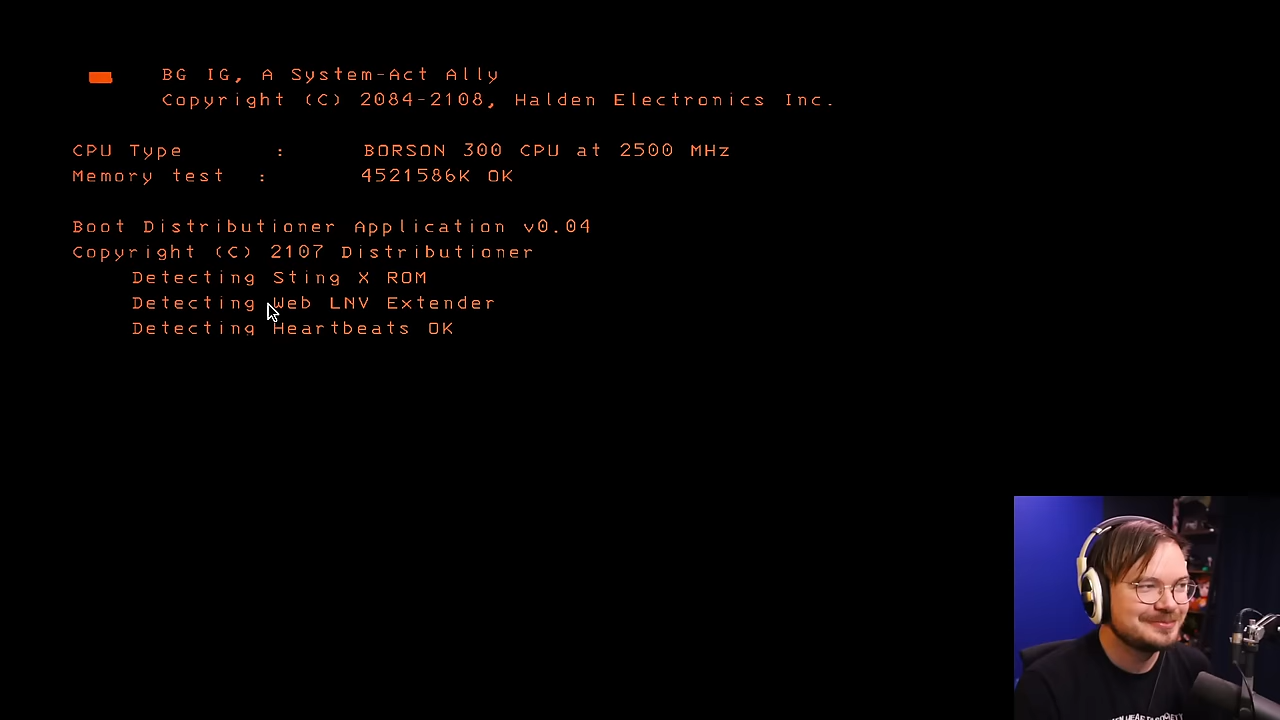 BG IG, A System-Act Ally
Copyright (C) 2084-2108, Halden Electronics Inc.
CPU Type : BORSON 300 CPU at 2500 MHz
Memory test : 4521586K OK
Boot Distributioner Application v0.04
Copyright (C) 2107 Distributioner
Detecting Sting X ROM
Detecting Web LNV Extender
Detecting Heartbeats OK